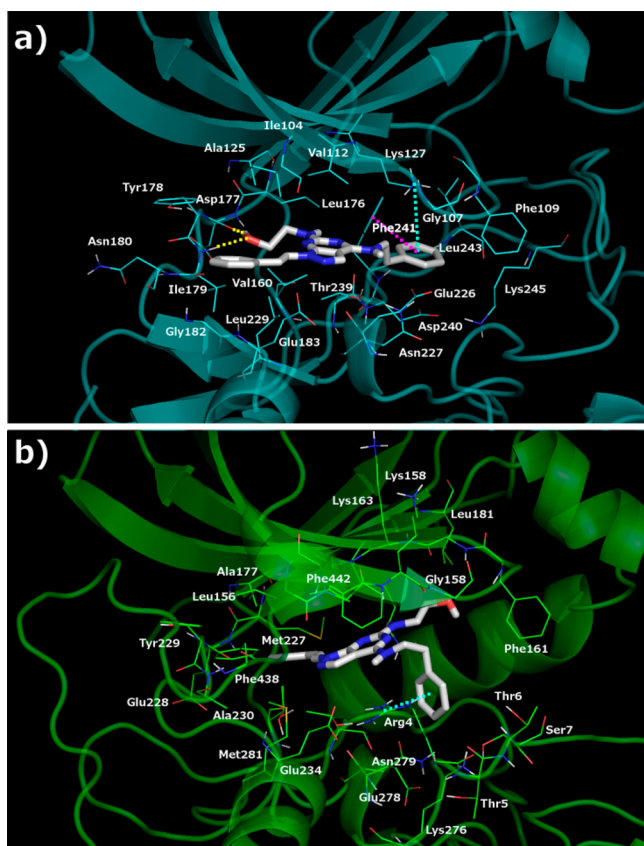 a)
Ile104
Ala125
Val112
Lys127
Tyr178
Asp177
Leu176
Phe241
Gly107
Phe109
Asn180
Leu243
Ile179
Val160
Thr239
Glu226
Lys245
Gly182
Leu229
Asp240
Glu183
Asn227
b)
Lys158
Lys163
Leu181
Ala177
Phe442
Gly158
Leu156
Tyr229
Met227
Phe161
Phe438
Glu228
Thr6
Ala230
Arg4
Ser7
Met281
Asn279
Glu234
Glu278
Thr5
Lys276